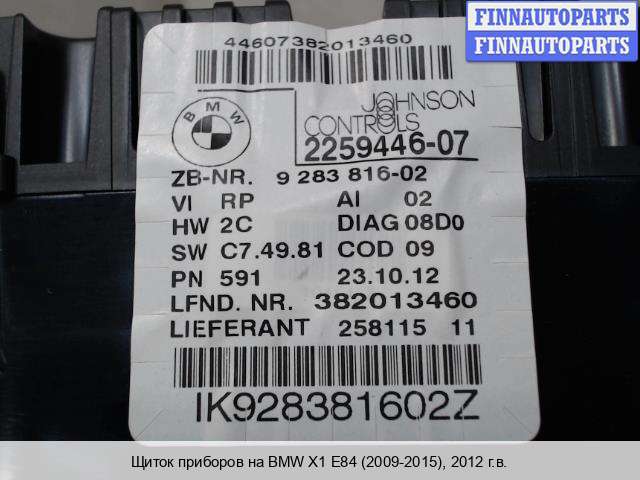 FINNAUTOPARTS
FINNAUTOPARTS
44607382013460
BMW
JOHNSON
CONTROLS
2259446-07
ZB-NR. 9 283 816-02
VI RP AI 02
HW 2C DIAG 08D0
SW C7.49.81 COD 09
PN 591 23.10.12
LFND. NR. 382013460
LIEFERANT 258115 11
IK928381602Z
Щиток приборов на BMW X1 E84 (2009-2015), 2012 г.в.